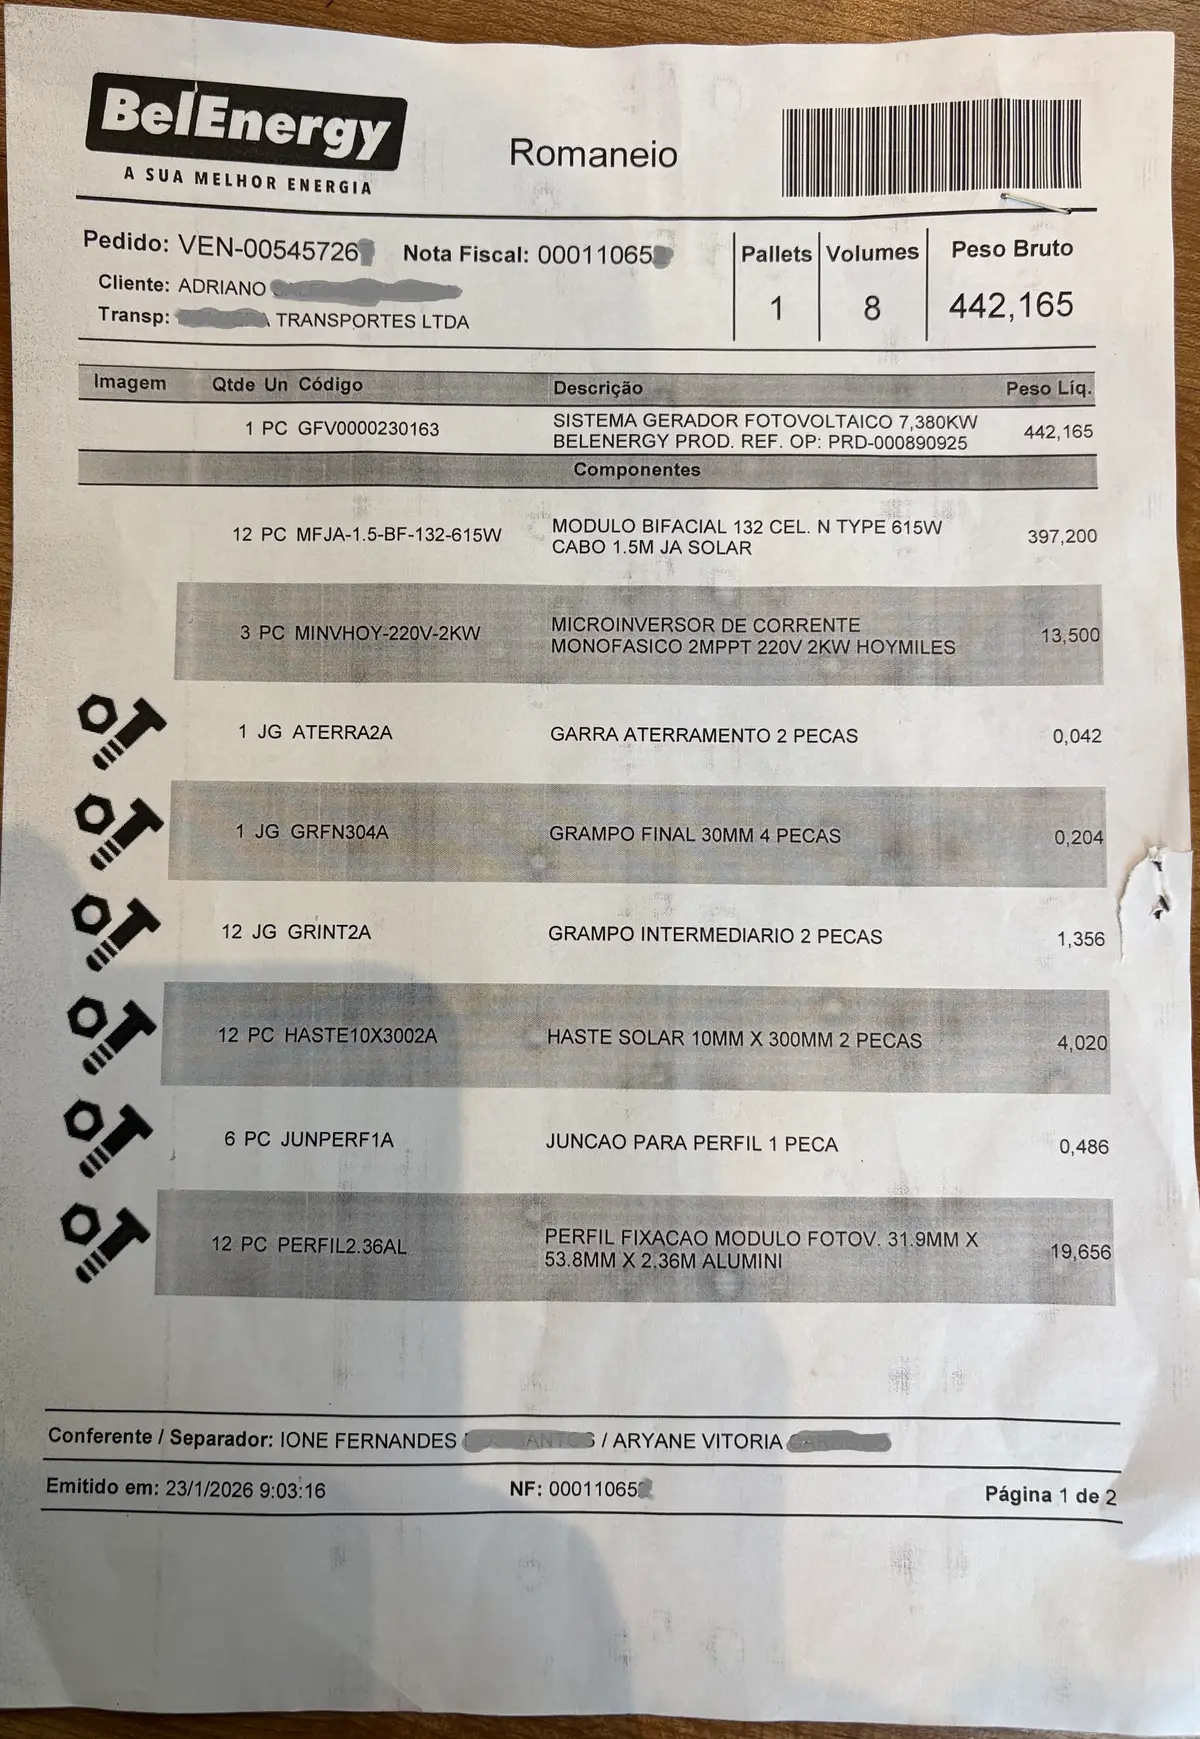 BelEnergy
A SUA MELHOR ENERGIA
Romaneio
Pedido: VEN-00545726
Nota Fiscal: 00011065
Cliente: ADRIANO
Transp: TRANSPORTES LTDA
Pallets Volumes Peso Bruto
1 8 442,165
Imagem Qtde Un Código Descrição Peso Líq.
1 PC GFV0000230163 SISTEMA GERADOR FOTOVOLTAICO 7,380KW 442,165
BELENERGY PROD. REF. OP: PRD-000890925
Componentes
12 PC MFJA-1.5-BF-132-615W MODULO BIFACIAL 132 CEL. N TYPE 615W 397,200
CABO 1.5M JA SOLAR
3 PC MINVHOY-220V-2KW MICROINVERSOR DE CORRENTE 13,500
MONOFASICO 2MPPT 220V 2KW HOYMILES
1 JG ATERRA2A GARRA ATERRAMENTO 2 PECAS 0,042
1 JG GRFN304A GRAMPO FINAL 30MM 4 PECAS 0,204
12 JG GRINT2A GRAMPO INTERMEDIARIO 2 PECAS 1,356
12 PC HASTE10X3002A HASTE SOLAR 10MM X 300MM 2 PECAS 4,020
6 PC JUNPERF1A JUNCAO PARA PERFIL 1 PECA 0,486
12 PC PERFIL2.36AL PERFIL FIXACAO MODULO FOTOV. 31.9MM X 19,656
53.8MM X 2.36M ALUMINI
Conferente / Separador: IONE FERNANDES / ARYANE VITORIA
Emitido em: 23/1/2026 9:03:16 NF: 00011065 Página 1 de 2